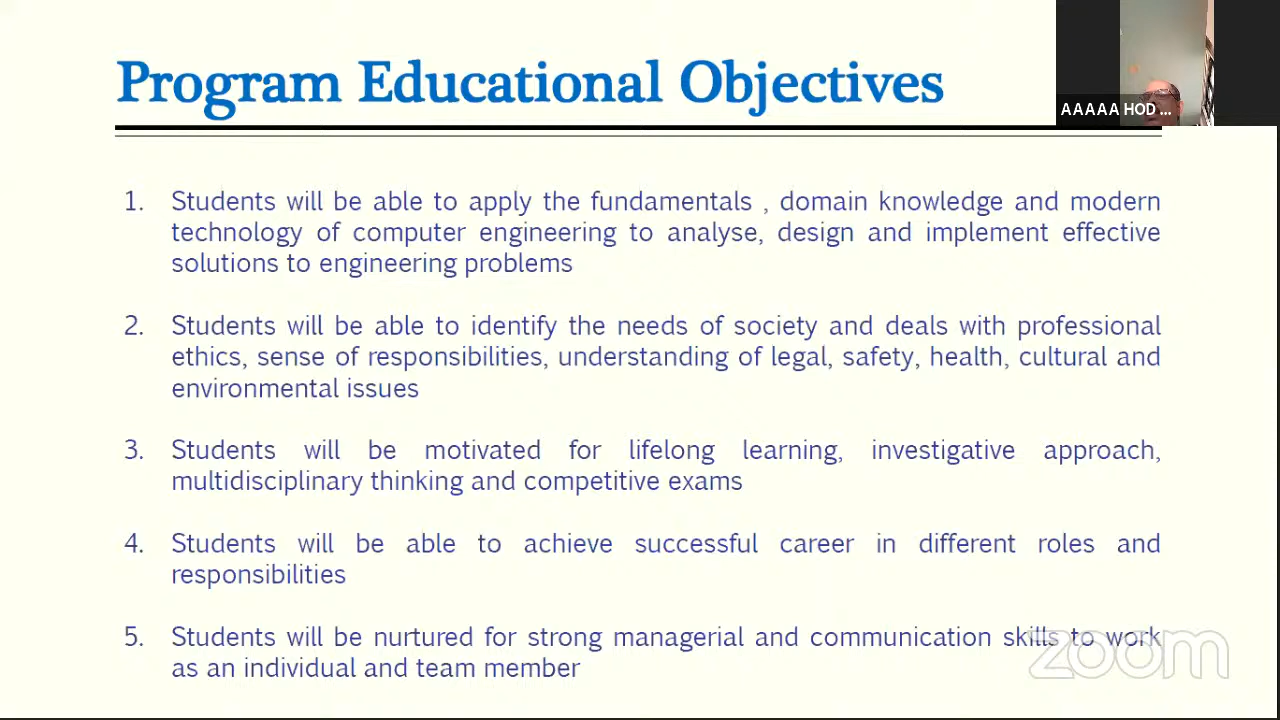 Program Educational Objectives
AAAAA HOD ...
1. Students will be able to apply the fundamentals , domain knowledge and modern
technology of computer engineering to analyse, design and implement effective
solutions to engineering problems
2. Students will be able to identify the needs of society and deals with professional
ethics, sense of responsibilities, understanding of legal, safety, health, cultural and
environmental issues
3. Students will be motivated for lifelong learning, investigative approach,
multidisciplinary thinking and competitive exams
4. Students will be able to achieve successful career in different roles and
responsibilities
5. Students will be nurtured for strong managerial and communication skills to work
as an individual and team member
zoom